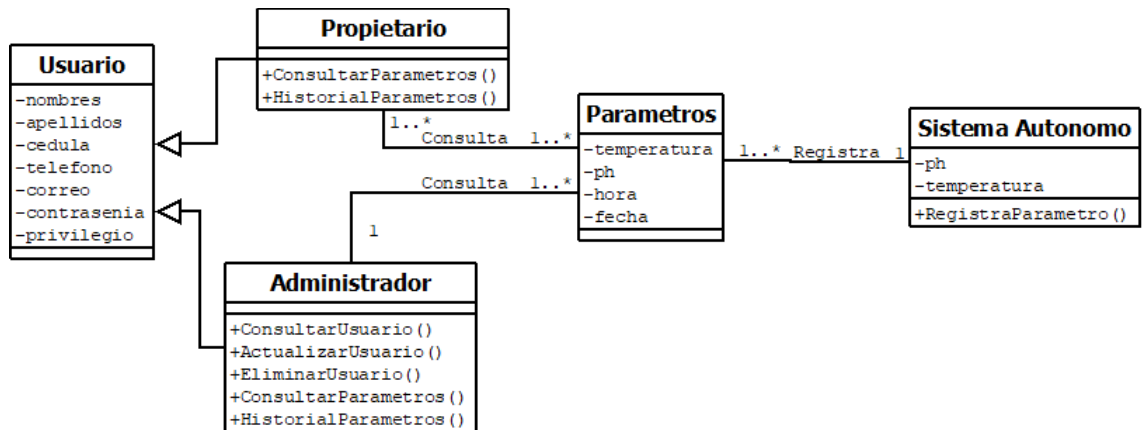 Propietario
+ConsultarParametros()
+HistorialParametros()
Usuario
-nombres
-apellidos
-cedula
-telefono
-correo
-contrasenia
-privilegio
1..*
Consulta 1..*
Consulta 1..*
1
Parametros
-temperatura
-ph
-hora
-fecha
1..* Registra 1
Sistema Autonomo
-ph
-temperatura
+RegistraParametro()
Administrador
+ConsultarUsuario()
+ActualizarUsuario()
+EliminarUsuario()
+ConsultarParametros()
+HistorialParametros()